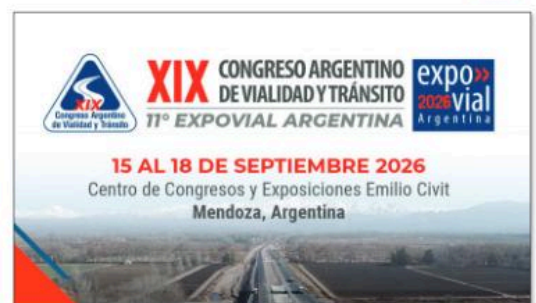 XIX
Congreso Argentino
de Vialidad y Tránsito
XIX CONGRESO ARGENTINO
DE VIALIDAD Y TRÁNSITO
11° EXPOVIAL ARGENTINA
expo»
2026 vial
Argentina
15 AL 18 DE SEPTIEMBRE 2026
Centro de Congresos y Exposiciones Emilio Civit
Mendoza, Argentina